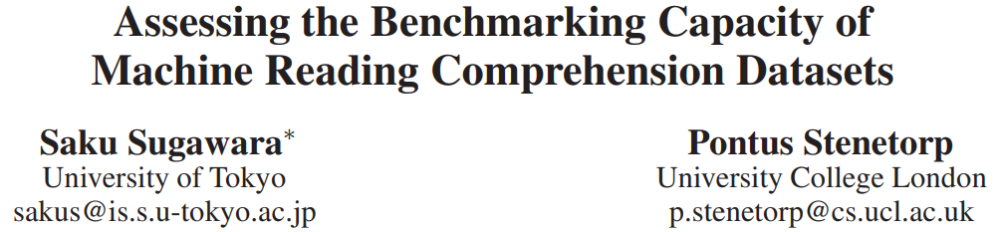 Assessing the Benchmarking Capacity of
Machine Reading Comprehension Datasets
Saku Sugawara*
University of Tokyo
sakus@is.s.u-tokyo.ac.jp
Pontus Stenetorp
University College London
p.stenetorp@cs.ucl.ac.uk